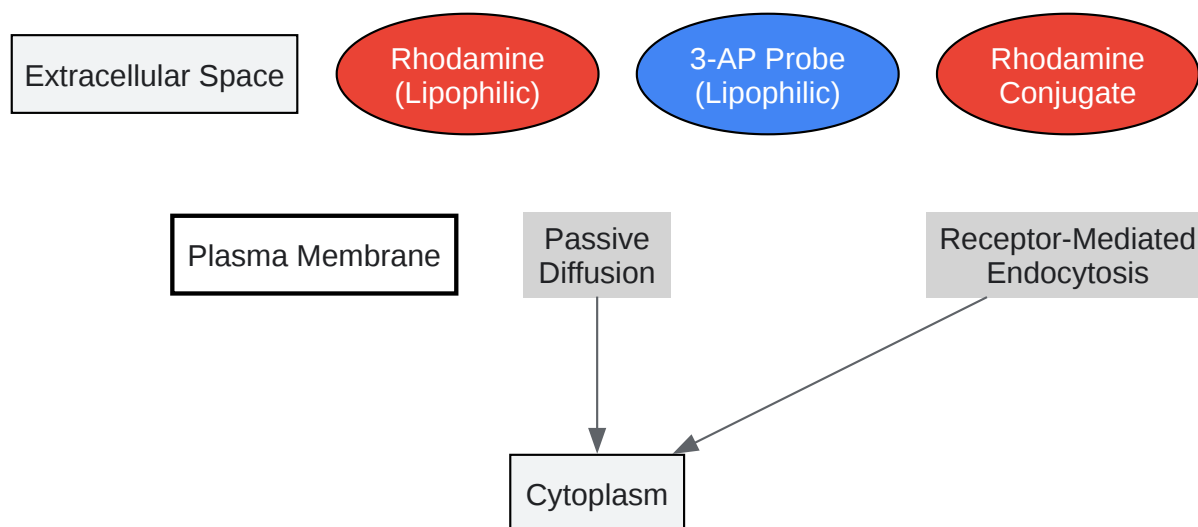 Extracellular Space
Rhodamine
(Lipophilic)
3-AP Probe
(Lipophilic)
Rhodamine
Conjugate
Plasma Membrane
Passive
Diffusion
Receptor-Mediated
Endocytosis
Cytoplasm